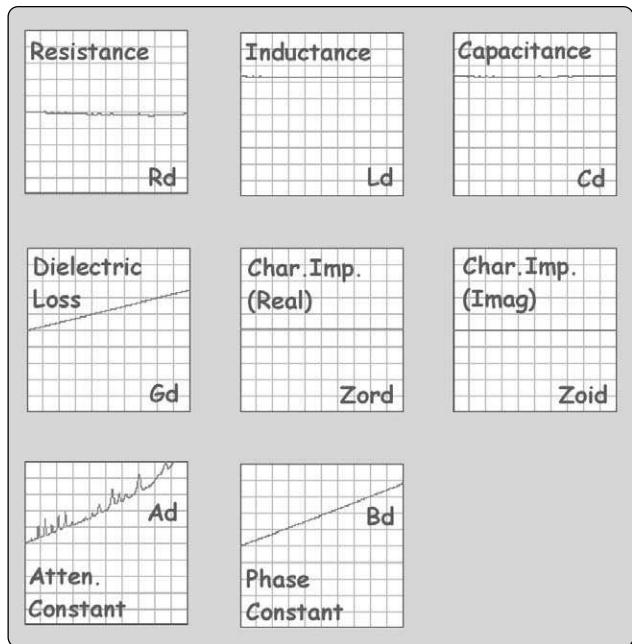 Resistance
Rd
Inductance
Ld
Capacitance
Cd
Dielectric
Loss
Gd
Char.Imp.
(Real)
Zord
Char.Imp.
(Imag)
Zoid
Ad
Atten.
Constant
Bd
Phase
Constant